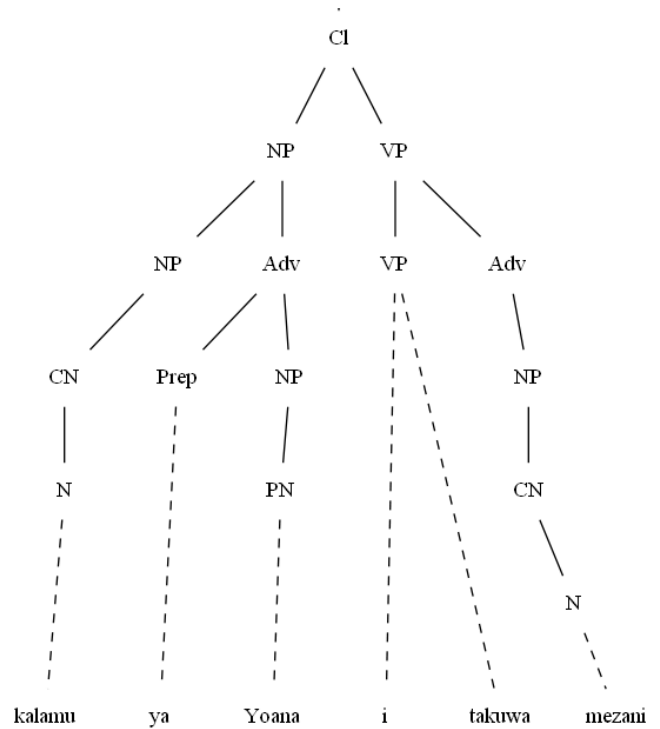 Cl
NP VP
NP Adv VP Adv
CN Prep NP NP
N PN CN
N
kalamu ya Yoana i takuwa mezani